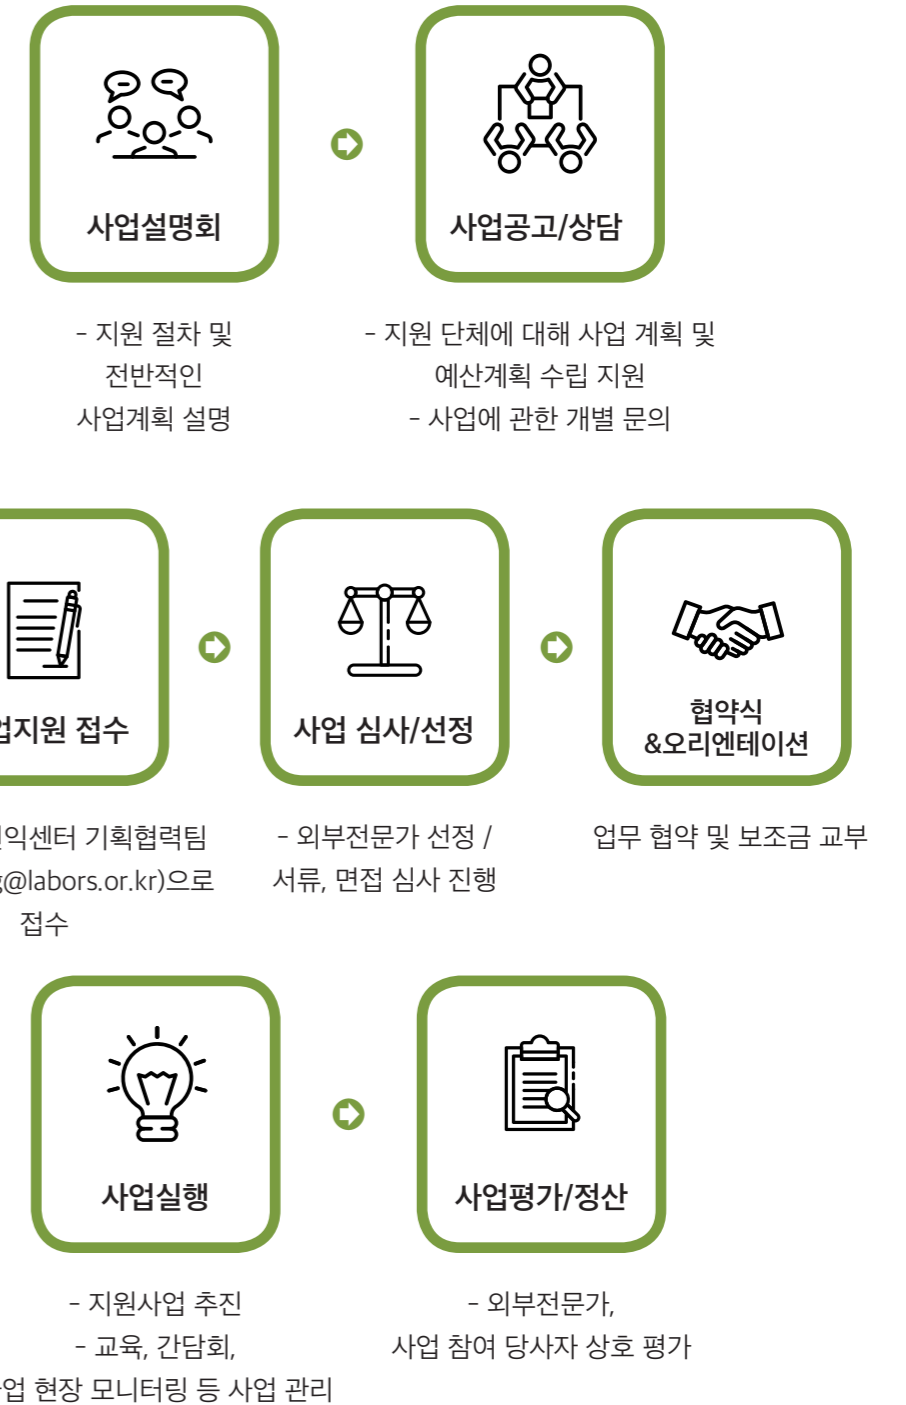 사업설명회
사업공고/상담
- 지원 절차 및
전반적인
사업계획 설명
- 지원 단체에 대해 사업 계획 및
예산계획 수립 지원
- 사업에 관한 개별 문의
업지원 접수
사업 심사/선정
협약식
&오리엔테이션
익센터 기획협력팀
@labors.or.kr)으로
접수
- 외부전문가 선정 /
서류, 면접 심사 진행
업무 협약 및 보조금 교부
사업실행
사업평가/정산
- 지원사업 추진
- 교육, 간담회,
업 현장 모니터링 등 사업 관리
- 외부전문가,
사업 참여 당사자 상호 평가